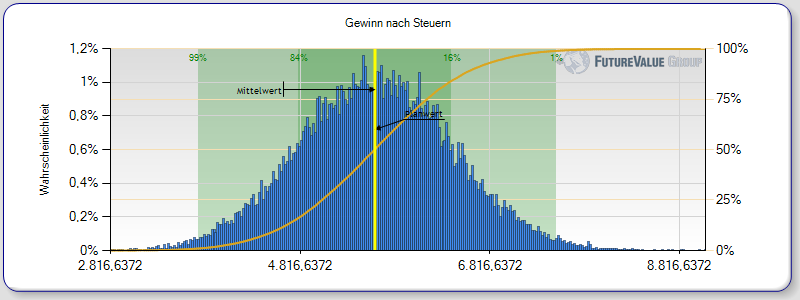 Gewinn nach Steuern
1,2% 99% 84% 16% 1% 100%
FUTUREVALUE GROUP
1%
Mittelwert
75%
0,8%
Planwert
Wahrscheinlichkeit
0,6% 50%
0,4% 25%
0,2%
0% 0%
2.816,6372 4.816,6372 6.816,6372 8.816,6372